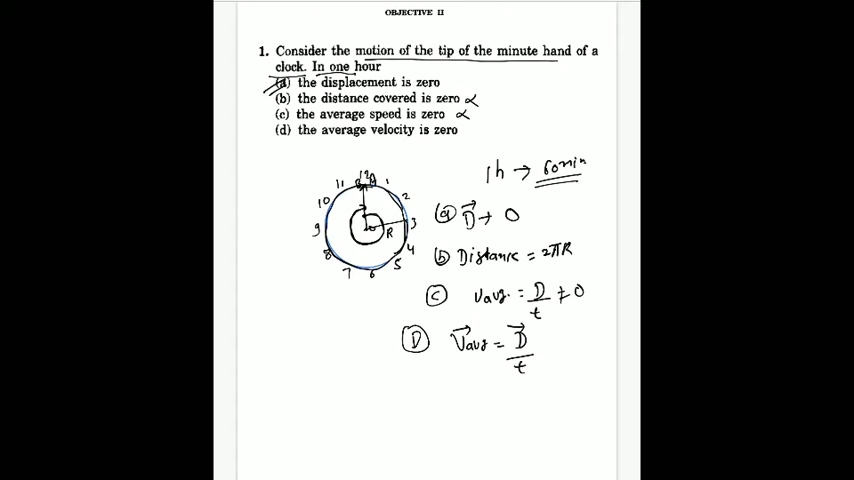 OBJECTIVE II
1. Consider the motion of the tip of the minute hand of a
clock. In one hour
(a) the displacement is zero
(b) the distance covered is zero α
(c) the average speed is zero α
(d) the average velocity is zero
1h → 60min
12 A 1 2 3 4 5 6 7 8 9 10 11
R
(a) D⃗ → 0
(b) Distance = 2πR
(c) Vavg. = D/t ≠ 0
(D) V⃗avg = D⃗/t